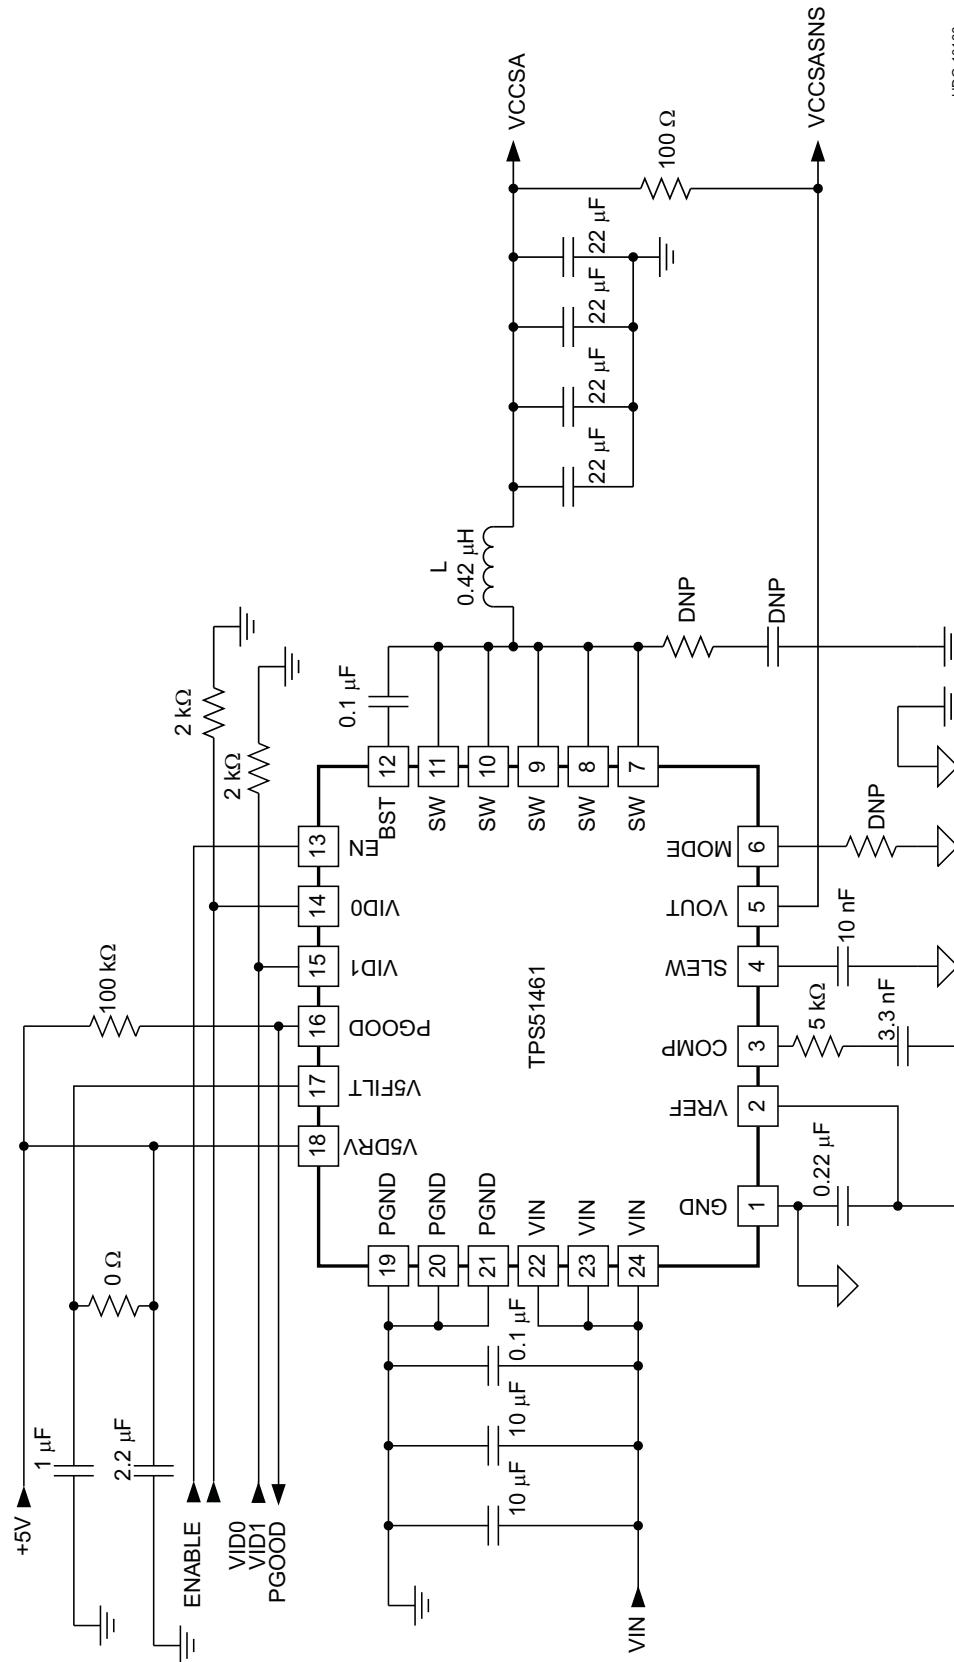 +5V
1 μF
100 kΩ
0 Ω
2.2 μF
2 kΩ
ENABLE
2 kΩ
VID0
VID1
PGOOD
18
17
16
15
14
13
V5DRV
V5FILT
PGOOD
VID1
VID0
EN
0.1 μF
19
PGND
BST
12
20
PGND
SW
11
L
0.42 μH
21
PGND
SW
10
VCCSA
10 μF
10 μF
0.1 μF
22
VIN
TPS51461
SW
9
23
VIN
SW
8
22 μF
22 μF
22 μF
22 μF
VIN
24
VIN
SW
7
100 Ω
DNP
GND
VREF
COMP
SLEW
VOUT
MODE
1
2
3
4
5
6
DNP
0.22 μF
5 kΩ
VCCSASNS
10 nF
DNP
3.3 nF